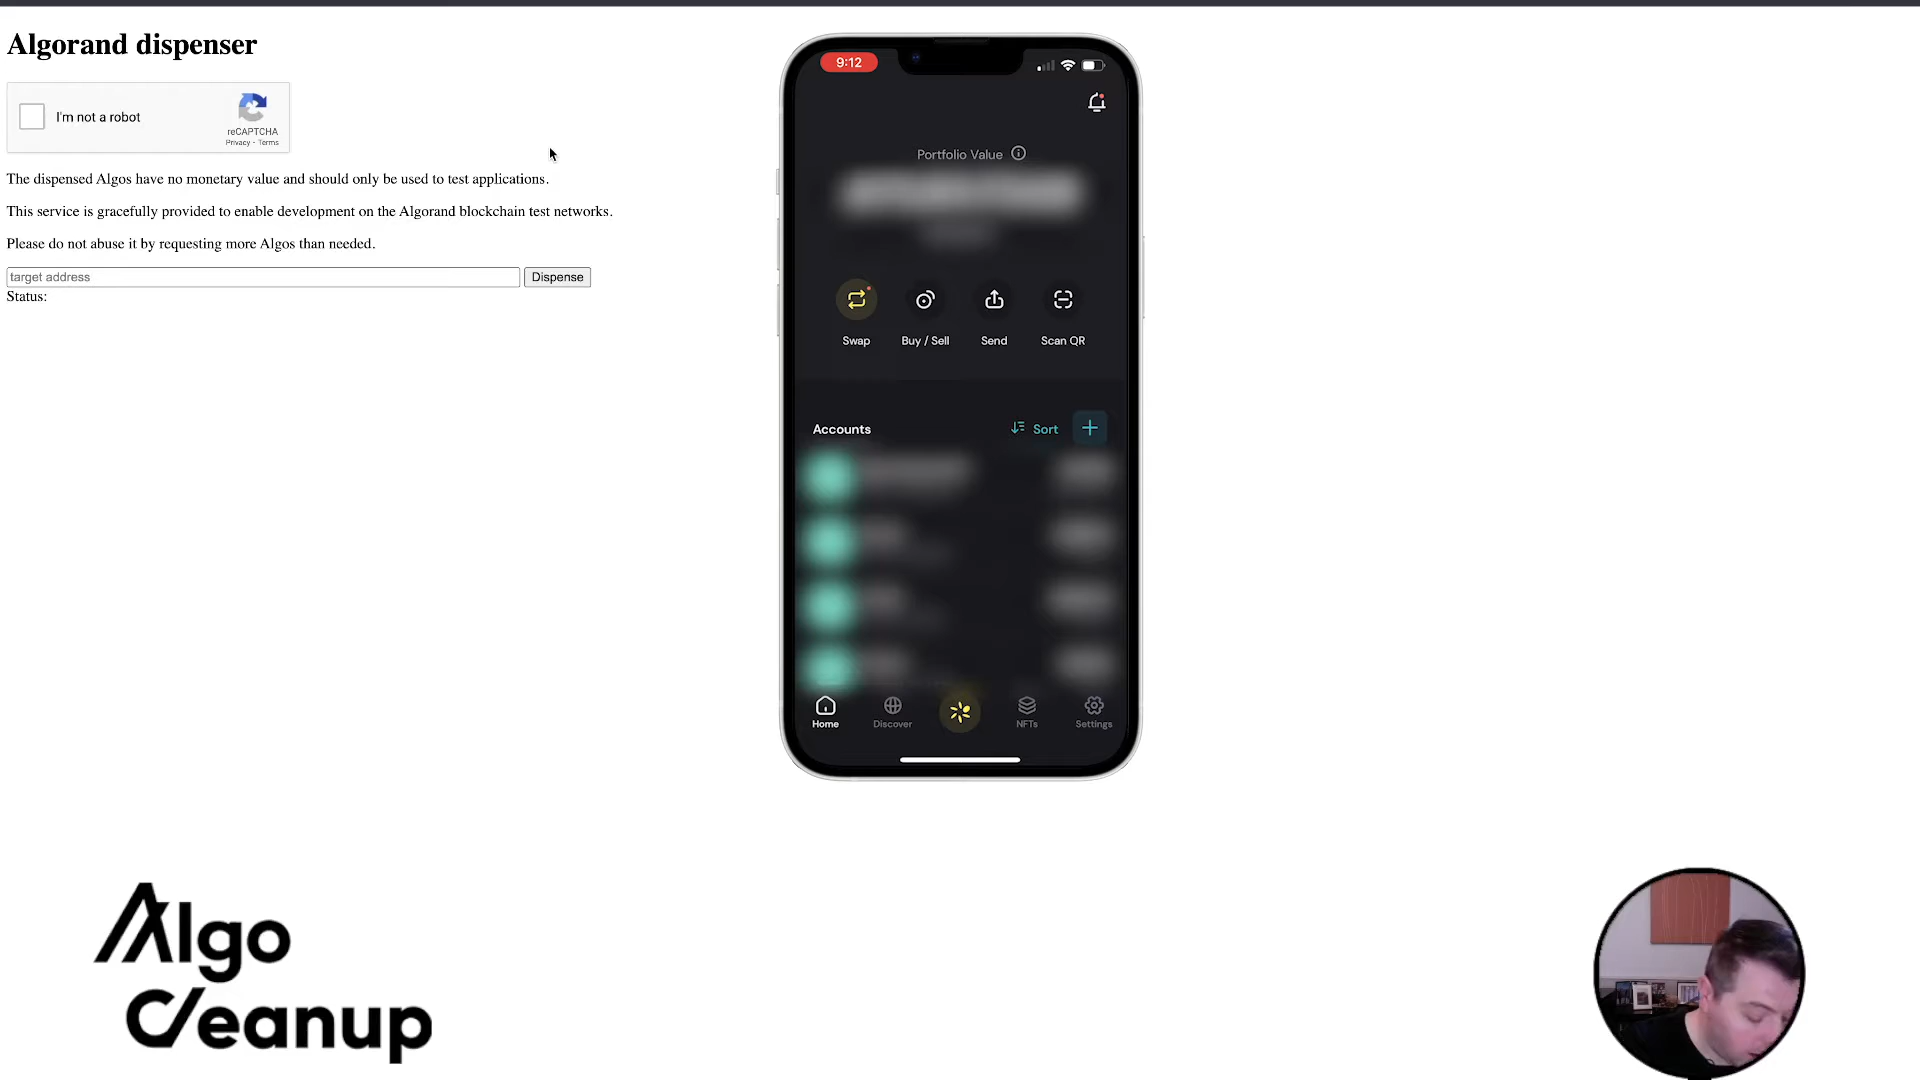 Algorand dispenser
I'm not a robot
reCAPTCHA
Privacy - Terms
The dispensed Algos have no monetary value and should only be used to test applications.
This service is gracefully provided to enable development on the Algorand blockchain test networks.
Please do not abuse it by requesting more Algos than needed.
target address
Dispense
Status:
9:12
Portfolio Value
Swap
Buy / Sell
Send
Scan QR
Accounts
Sort
Home
Discover
NFTs
Settings
Algo
Cleanup